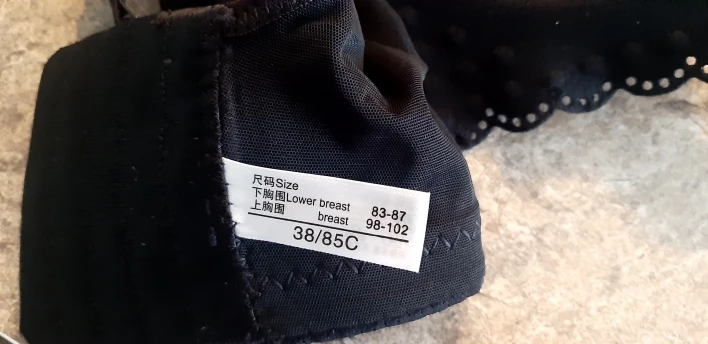 尺码Size
下胸围Lower breast 83-87
上胸围 breast 98-102
38/85C